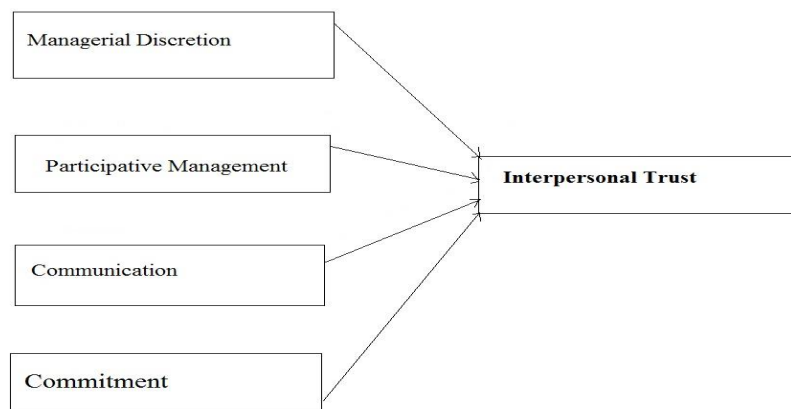 Managerial Discretion
Participative Management
Interpersonal Trust
Communication
Commitment